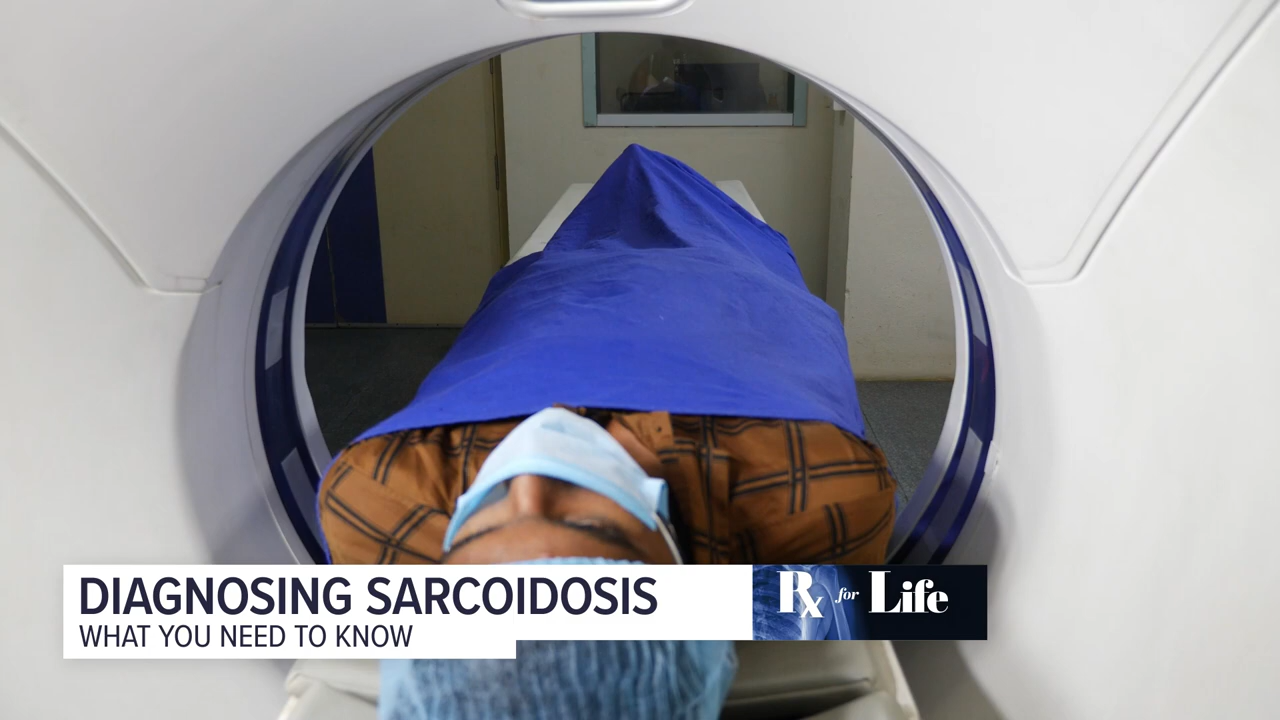 DIAGNOSING SARCOIDOSIS
WHAT YOU NEED TO KNOW
Rx for Life